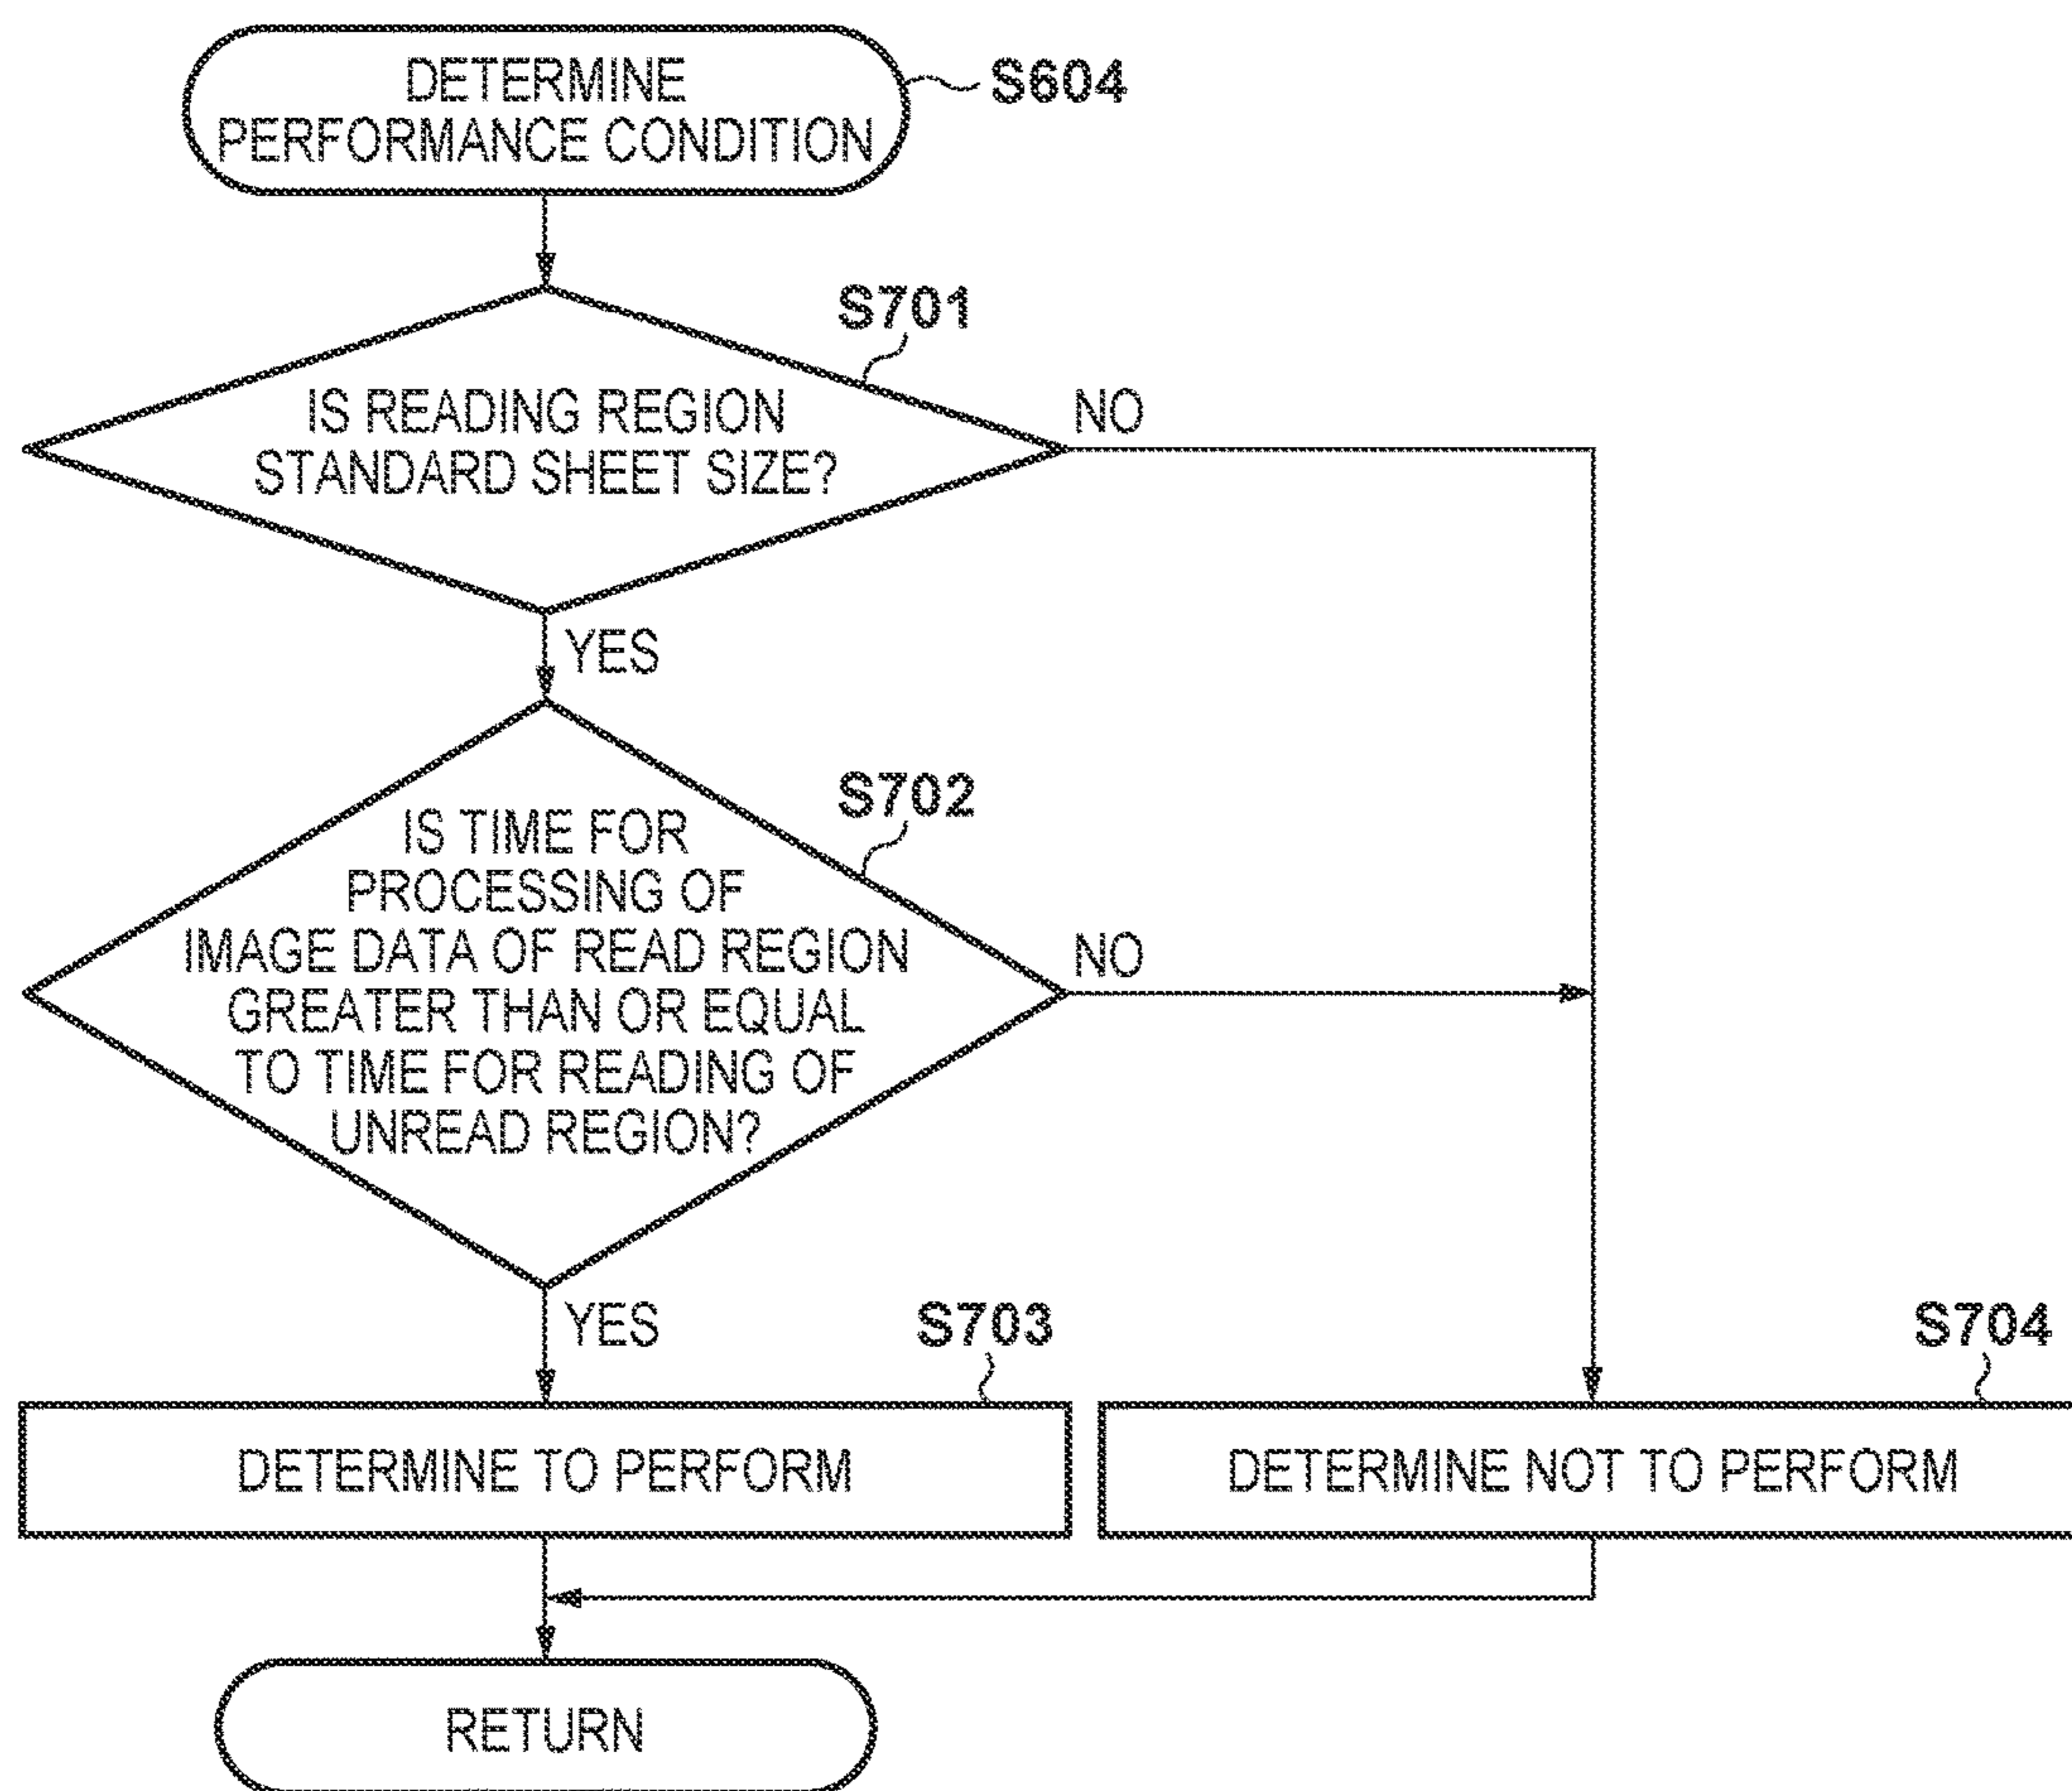 DETERMINE
PERFORMANCE CONDITION
S604
S701
IS READING REGION
STANDARD SHEET SIZE?
NO
YES
S702
IS TIME FOR
PROCESSING OF
IMAGE DATA OF READ REGION
GREATER THAN OR EQUAL
TO TIME FOR READING OF
UNREAD REGION?
NO
YES
S703
S704
DETERMINE TO PERFORM
DETERMINE NOT TO PERFORM
RETURN